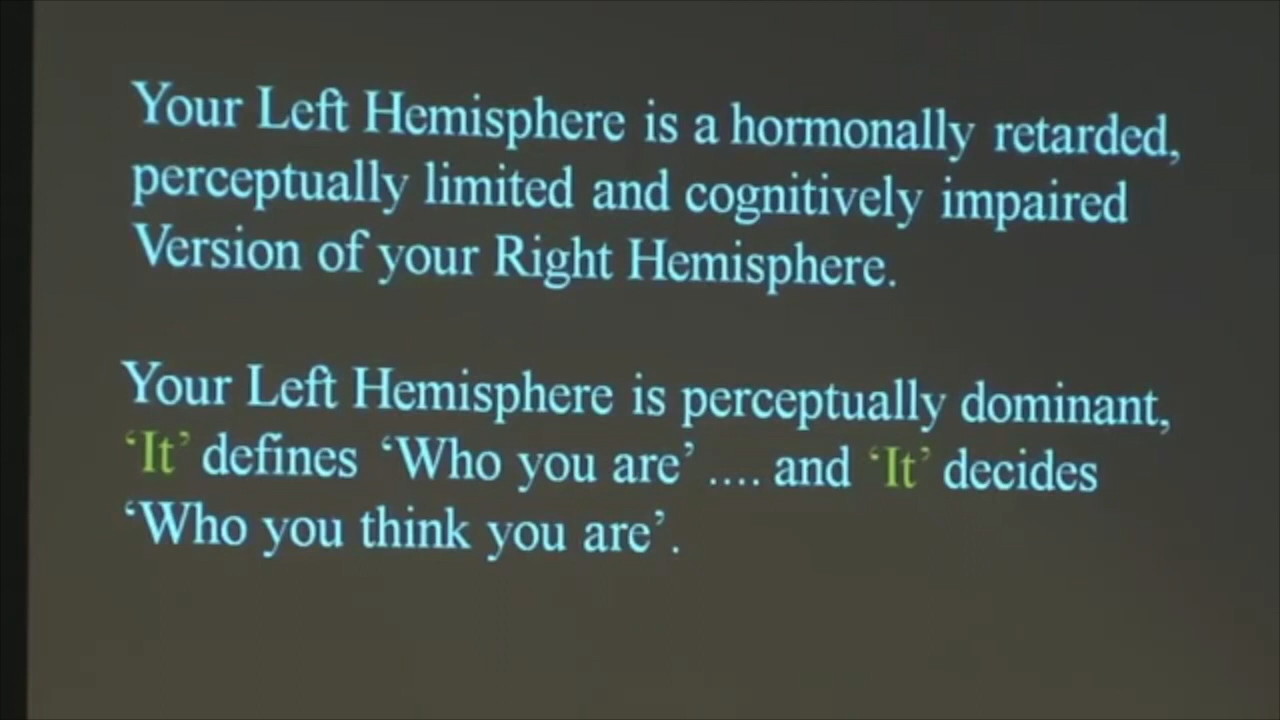 Your Left Hemisphere is a hormonally retarded,
perceptually limited and cognitively impaired
Version of your Right Hemisphere.
Your Left Hemisphere is perceptually dominant,
‘It’ defines ‘Who you are’ .... and ‘It’ decides
‘Who you think you are’.